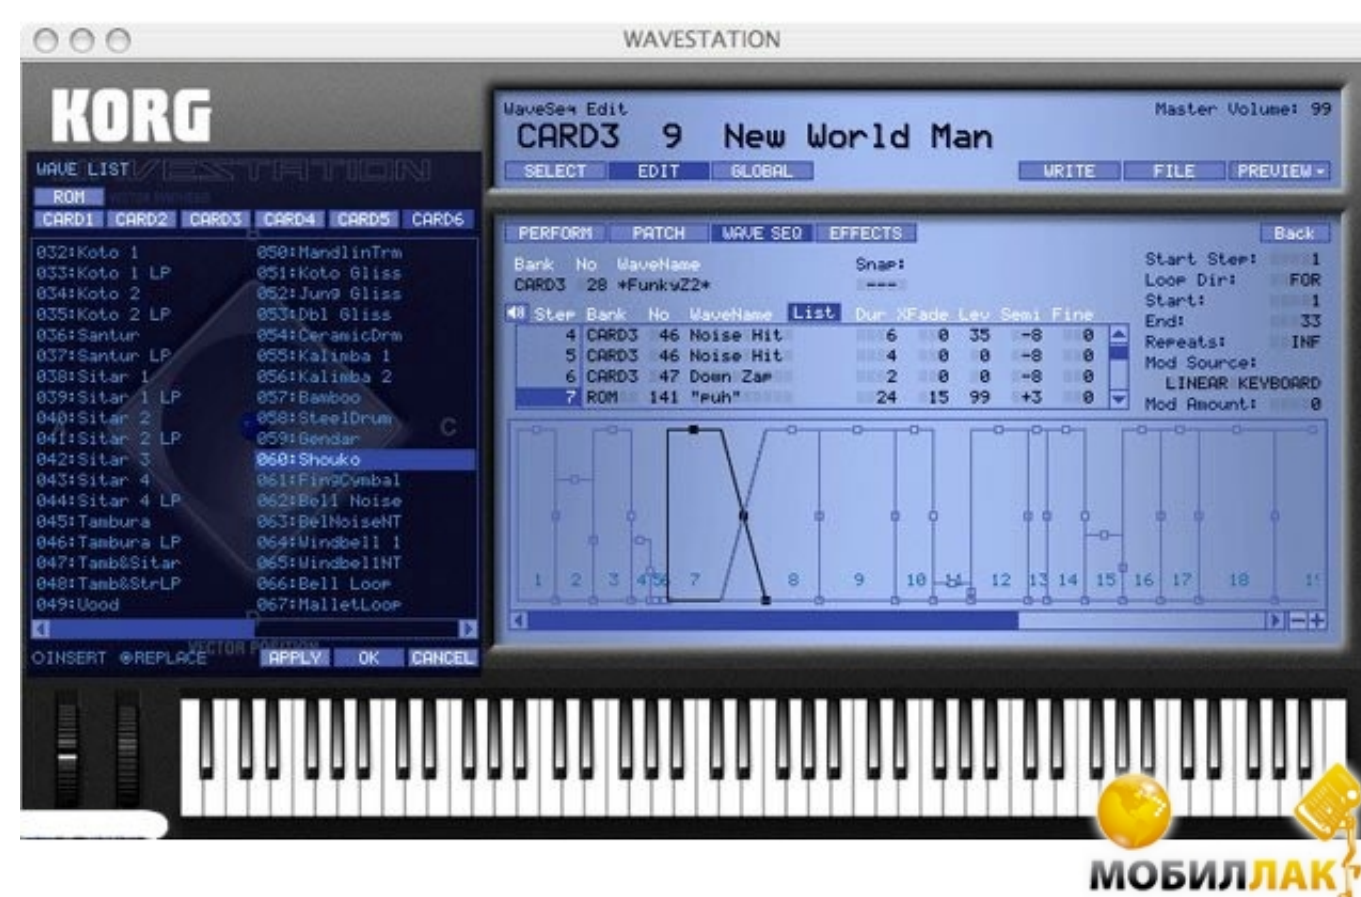 WAVESTATION
KORG
WaveSeq Edit
Master Volume: 99
CARD3 9 New World Man
SELECT EDIT GLOBAL WRITE FILE PREVIEW
WAVE LIST
WAVESTATION
ROM
CARD1 CARD2 CARD3 CARD4 CARD5 CARD6
032:Koto 1
033:Koto 1 LP
034:Koto 2
035:Koto 2 LP
036:Santur
037:Santur LP
038:Sitar 1
039:Sitar 1 LP
040:Sitar 2
041:Sitar 2 LP
042:Sitar 3
043:Sitar 4
044:Sitar 4 LP
045:Tambura
046:Tambura LP
047:Tamb&Sitar
048:Tamb&StrLP
049:Wood
050:MandlinTrm
051:Koto Gliss
052:Jung Gliss
053:Dbl Gliss
054:CeramicDrm
055:Kalimba 1
056:Kalimba 2
057:Bamboo
058:SteelDrum
059:Gendar
060:Shouko
061:FingCymbal
062:Bell Noise
063:BelNoiseNT
064:Windbell 1
065:Windbe11NT
066:Bell Loop
067:MalletLoop
C
VECTOR POSITION
INSERT REPLACE APPLY OK CANCEL
PERFORM PATCH WAVE SEQ EFFECTS Back
Bank No WaveName Snap:
CARD3 28 *FunkyZ2* ---
Step Bank No WaveName List Dur XFade Lev Semi Fine
4 CARD3 46 Noise Hit 6 0 35 -8 0
5 CARD3 46 Noise Hit 4 0 0 -8 0
6 CARD3 47 Down Zap 2 0 0 -8 0
7 ROM 141 "puh" 24 15 99 +3 0
Start Step: 1
Loop Dir: FOR
Start: 1
End: 33
Repeats: INF
Mod Source:
LINEAR KEYBOARD
Mod Amount: 0
1 2 3 4 5 6 7 8 9 10 11 12 13 14 15 16 17 18 19
МОБИЛЛАК